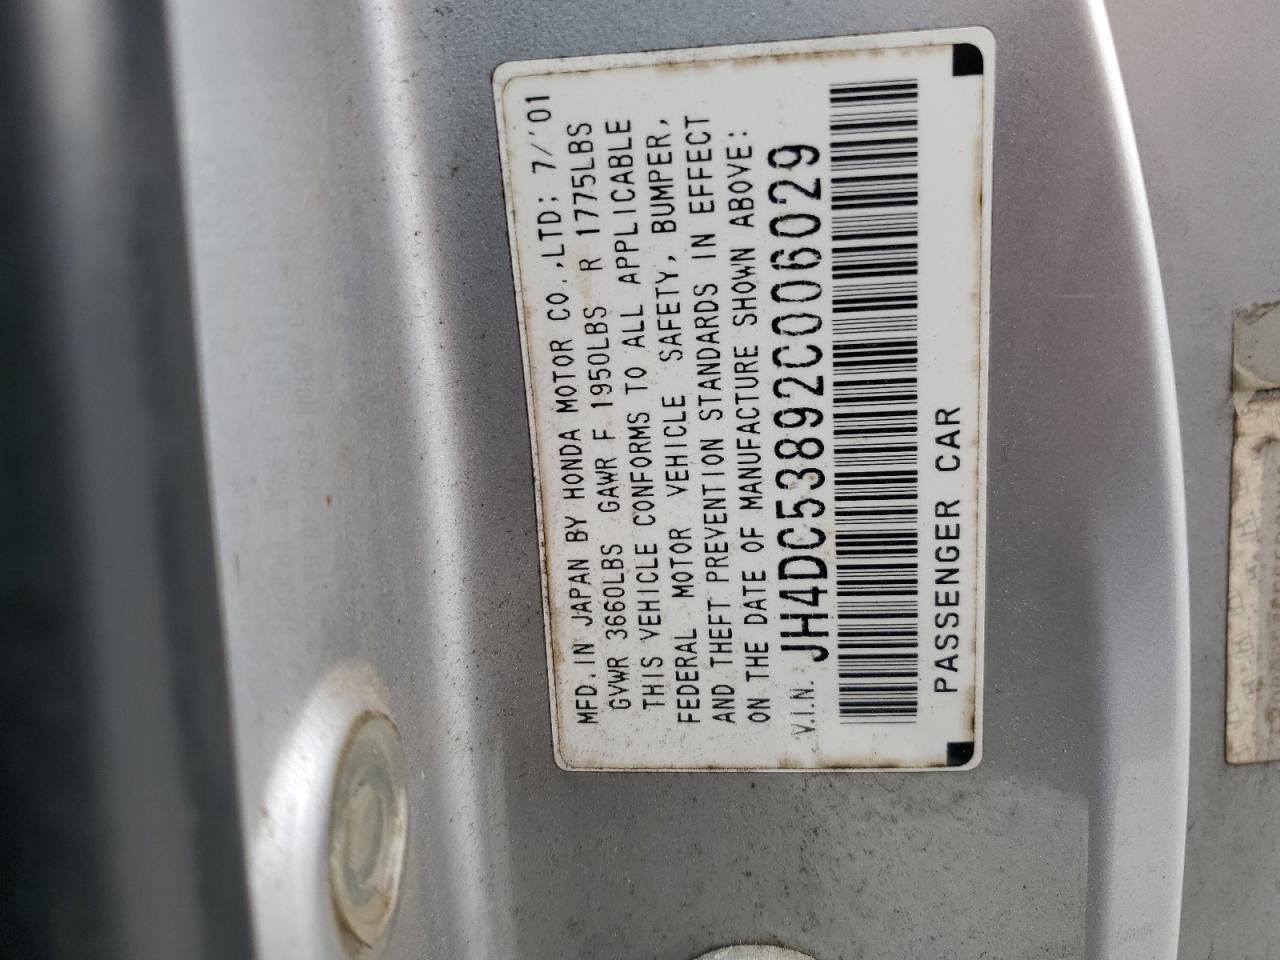 MFD. IN JAPAN BY HONDA MOTOR CO., LTD; 7/'01
GVWR 3660LBS GAWR F 1950LBS R 1775LBS
THIS VEHICLE CONFORMS TO ALL APPLICABLE
FEDERAL MOTOR VEHICLE SAFETY, BUMPER,
AND THEFT PREVENTION STANDARDS IN EFFECT
ON THE DATE OF MANUFACTURE SHOWN ABOVE:
V.I.N. JH4DC53892C006029
PASSENGER CAR